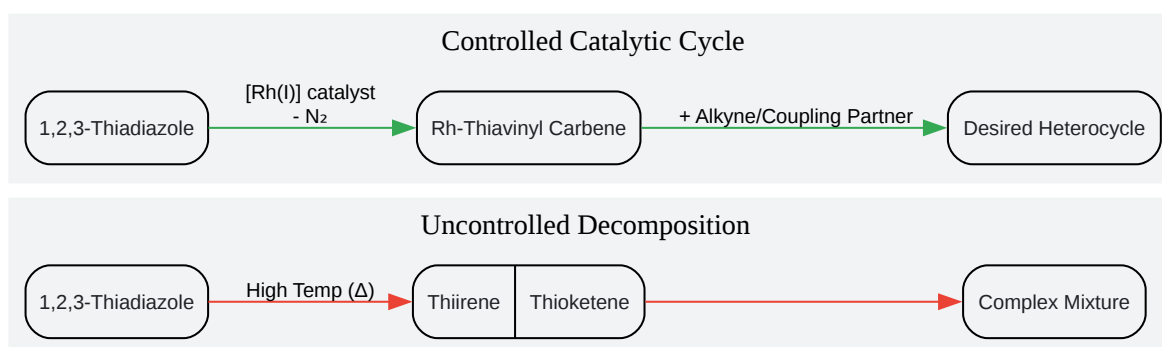 Controlled Catalytic Cycle
[Rh(I)] catalyst
- N₂
1,2,3-Thiadiazole
Rh-Thiavinyl Carbene
+ Alkyne/Coupling Partner
Desired Heterocycle
Uncontrolled Decomposition
1,2,3-Thiadiazole
High Temp (Δ)
Thiirene
Thioketene
Complex Mixture